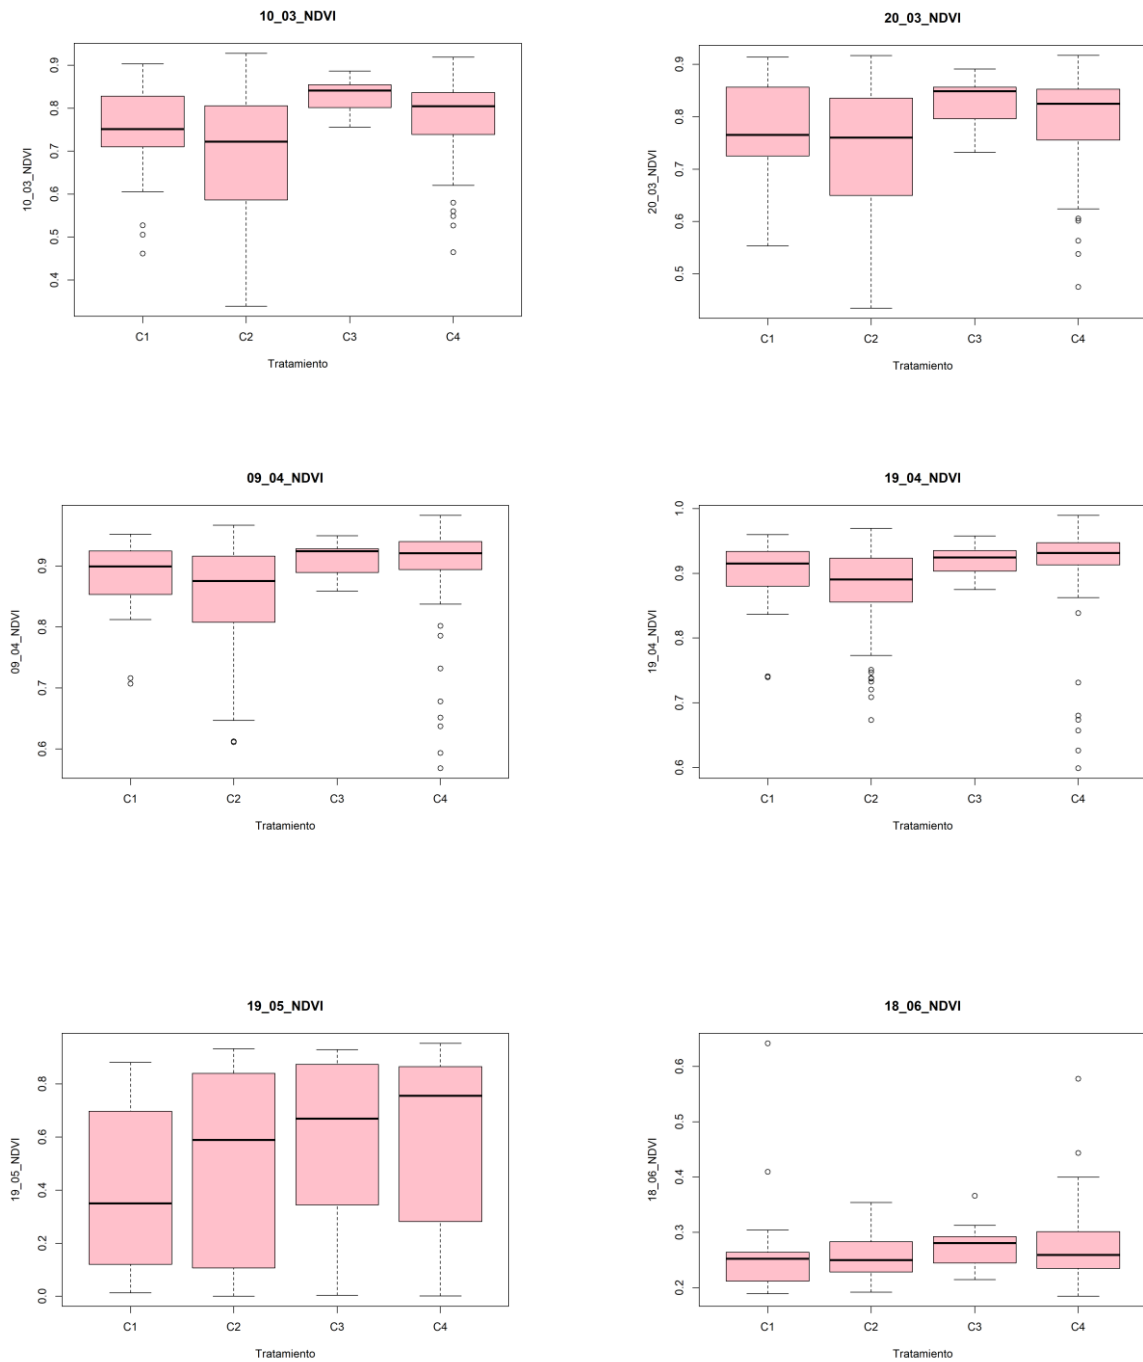 10_03_NDVI
10_03_NDVI
0.9
0.8
0.7
0.6
0.5
0.4
C1 C2 C3 C4
Tratamiento
20_03_NDVI
20_03_NDVI
0.9
0.8
0.7
0.6
0.5
C1 C2 C3 C4
Tratamiento
09_04_NDVI
09_04_NDVI
0.9
0.8
0.7
0.6
C1 C2 C3 C4
Tratamiento
19_04_NDVI
19_04_NDVI
1.0
0.9
0.8
0.7
0.6
C1 C2 C3 C4
Tratamiento
19_05_NDVI
19_05_NDVI
0.8
0.6
0.4
0.2
0.0
C1 C2 C3 C4
Tratamiento
18_06_NDVI
18_06_NDVI
0.6
0.5
0.4
0.3
0.2
C1 C2 C3 C4
Tratamiento